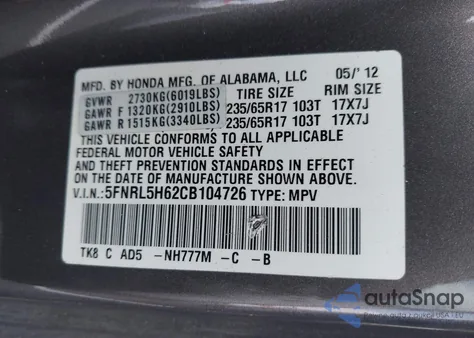 MFD. BY HONDA MFG. OF ALABAMA, LLC 05/'12
GVWR 2730KG(6019LBS) TIRE SIZE RIM SIZE
GAWR F 1320KG(2910LBS) 235/65R17 103T 17X7J
GAWR R 1515KG(3340LBS) 235/65R17 103T 17X7J
THIS VEHICLE CONFORMS TO ALL APPLICABLE
FEDERAL MOTOR VEHICLE SAFETY
AND THEFT PREVENTION STANDARDS IN EFFECT
ON THE DATE OF MANUFACTURE SHOWN ABOVE.
V.I.N.: 5FNRL5H62CB104726 TYPE: MPV
TK8 C AD5 -NH777M -C -B
autoSnap